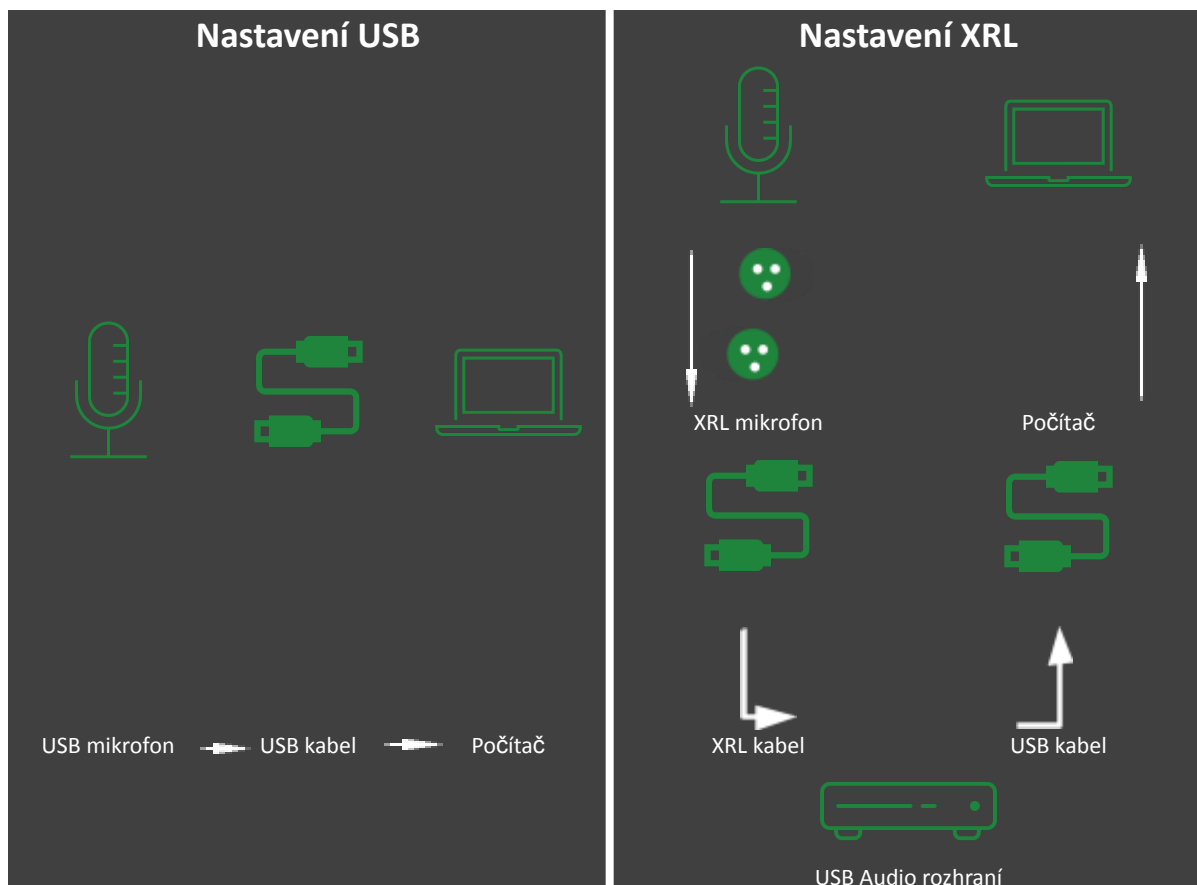 Nastavení USB
USB mikrofon USB kabel Počítač
Nastavení XRL
XRL mikrofon Počítač
XRL kabel USB kabel
USB Audio rozhraní